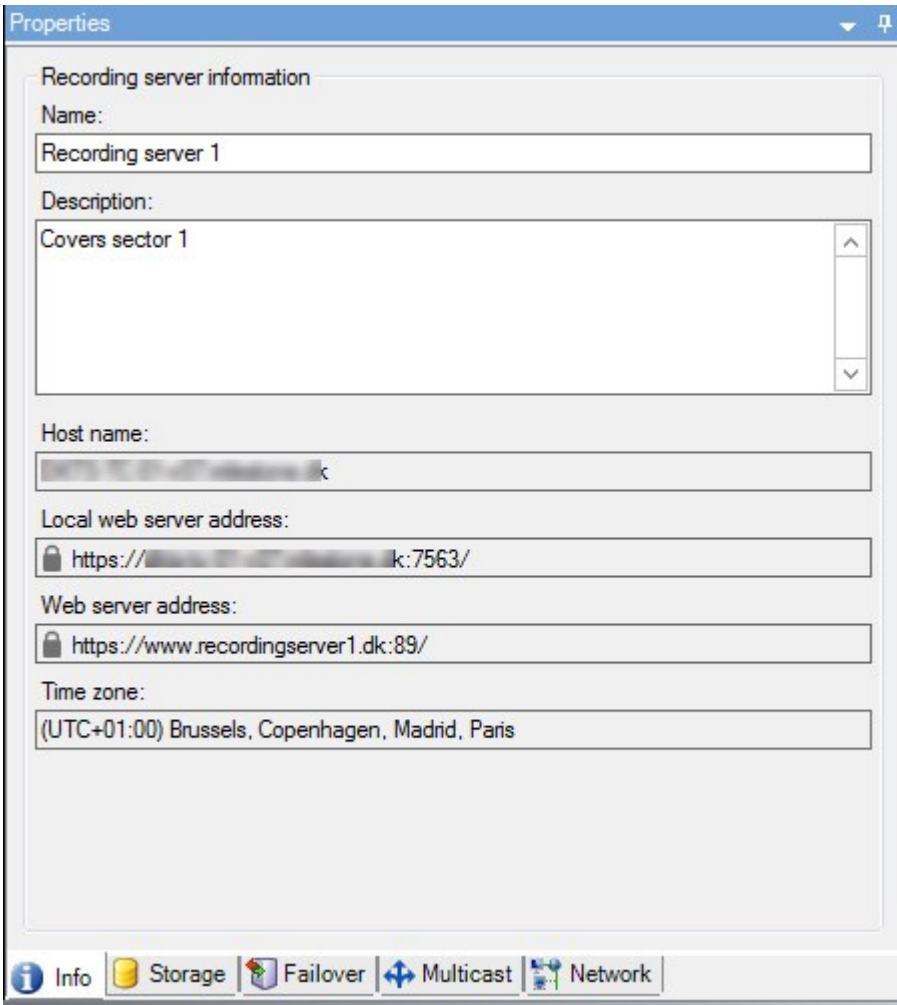 Properties
Recording server information
Name:
Recording server 1
Description:
Covers sector 1
Host name:
Local web server address:
https:// k:7563/
Web server address:
https://www.recordingserver1.dk:89/
Time zone:
(UTC+01:00) Brussels, Copenhagen, Madrid, Paris
Info Storage Failover Multicast Network